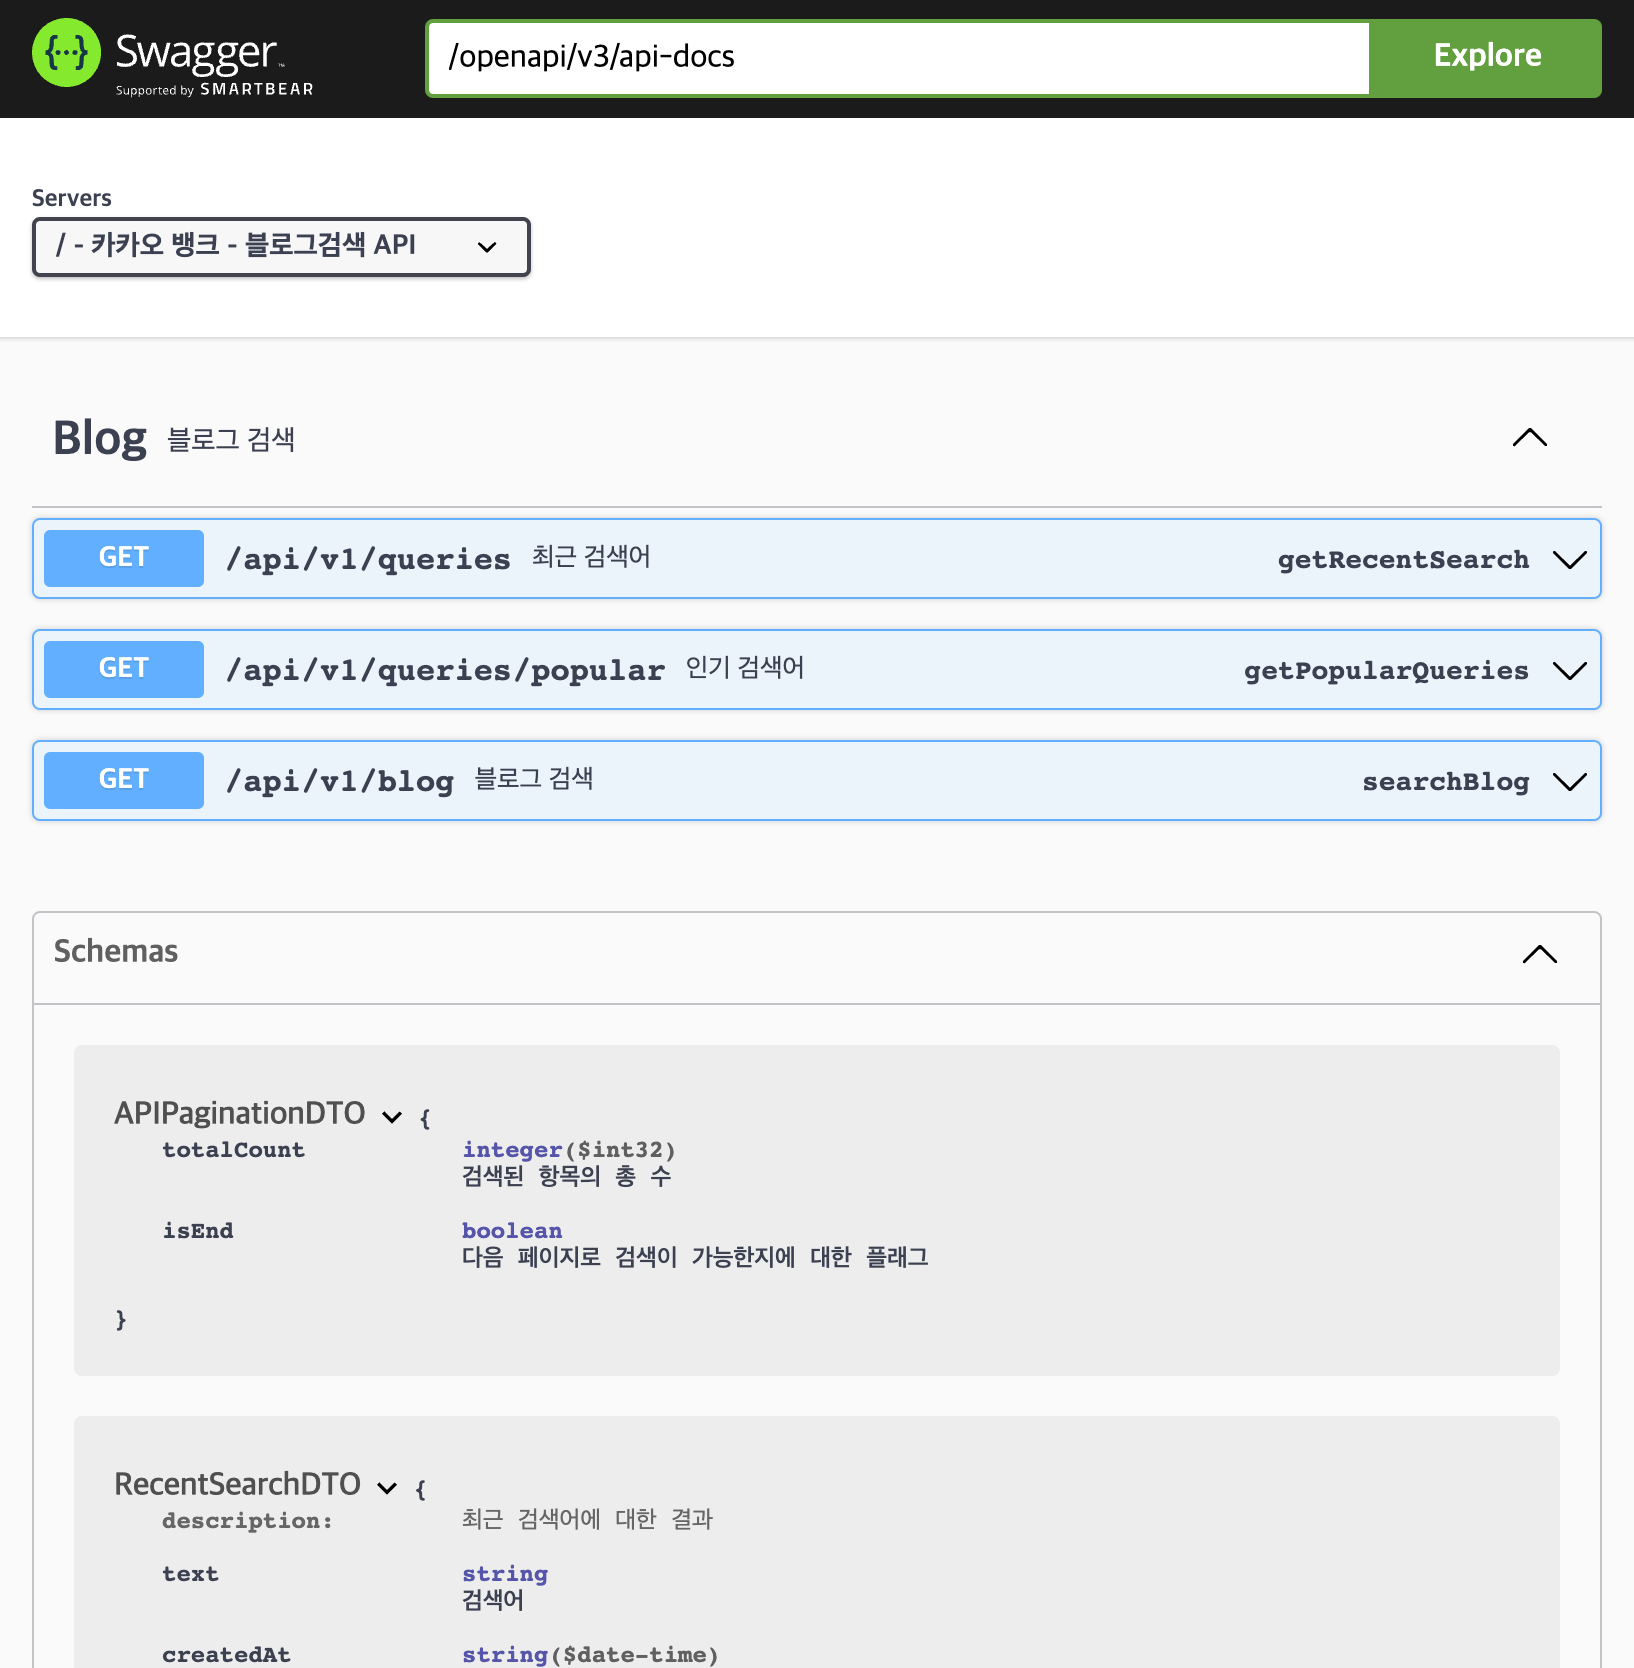 Swagger™
Supported by SMARTBEAR
/openapi/v3/api-docs
Explore
Servers
/ - 카카오 뱅크 - 블로그검색 API
Blog 블로그 검색
GET /api/v1/queries 최근 검색어 getRecentSearch
GET /api/v1/queries/popular 인기 검색어 getPopularQueries
GET /api/v1/blog 블로그 검색 searchBlog
Schemas
APIPaginationDTO {
totalCount integer($int32)
검색된 항목의 총 수
isEnd boolean
다음 페이지로 검색이 가능한지에 대한 플래그
}
RecentSearchDTO {
description: 최근 검색어에 대한 결과
text string
검색어
createdAt string($date-time)